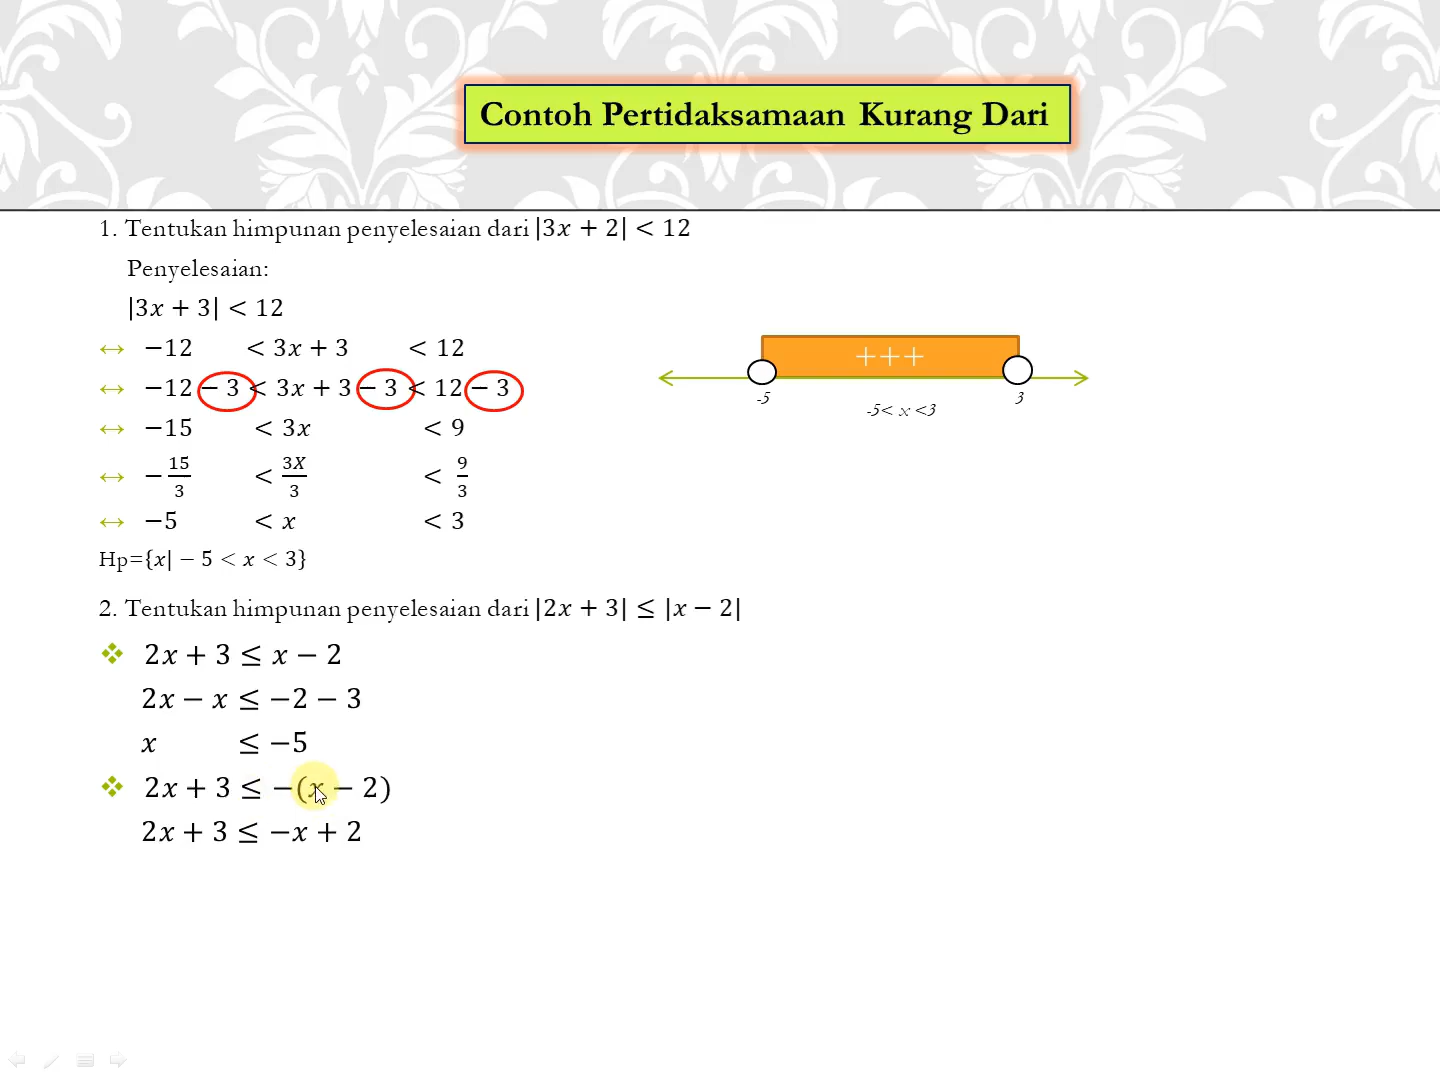 Contoh Pertidaksamaan Kurang Dari
1. Tentukan himpunan penyelesaian dari |3x + 2| < 12
Penyelesaian:
|3x + 3| < 12
↔ −12 < 3x + 3 < 12
↔ −12 − 3 < 3x + 3 − 3 < 12 − 3
↔ −15 < 3x < 9
↔ −15/3 < 3X/3 < 9/3
↔ −5 < x < 3
Hp={x| − 5 < x < 3}
+++
-5
3
-5< x <3
2. Tentukan himpunan penyelesaian dari |2x + 3| ≤ |x − 2|
❖ 2x + 3 ≤ x − 2
2x − x ≤ −2 − 3
x ≤ −5
❖ 2x + 3 ≤ −(x − 2)
2x + 3 ≤ −x + 2